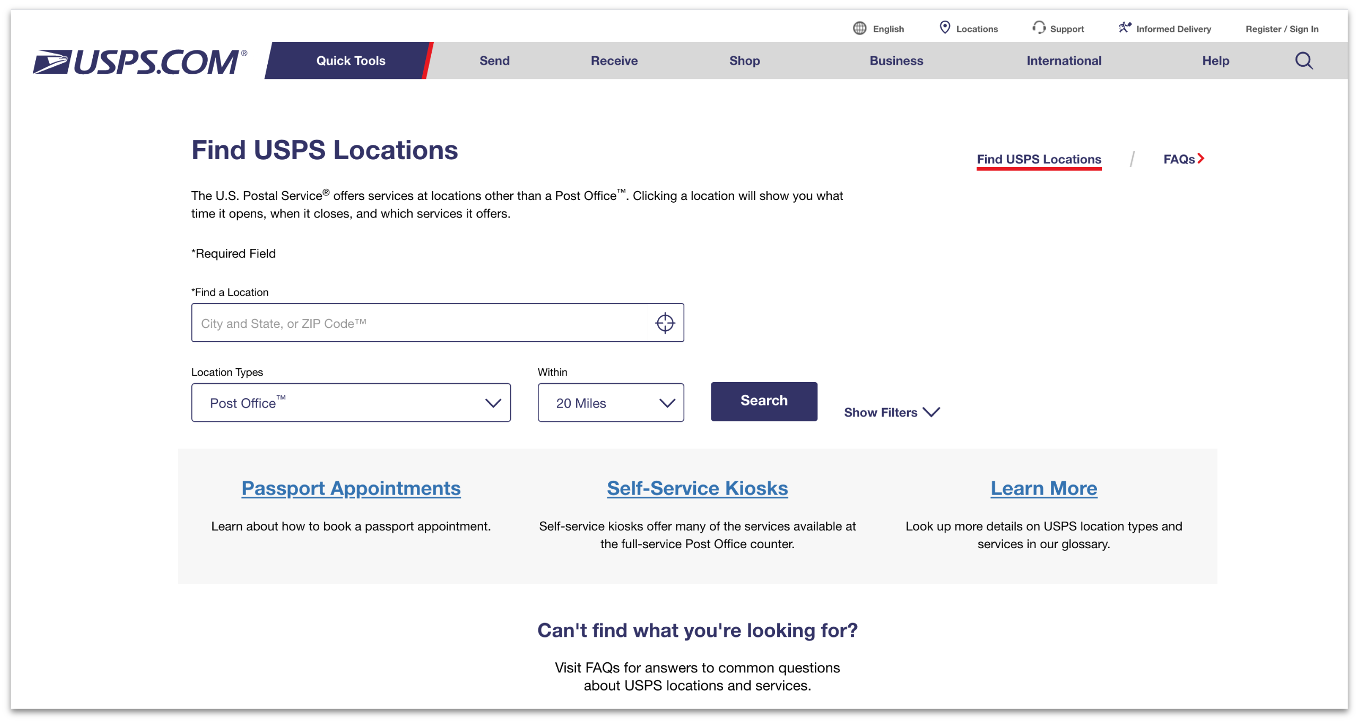 English
Locations
Support
Informed Delivery
Register / Sign In
USPS.COM®
Quick Tools
Send
Receive
Shop
Business
International
Help
Find USPS Locations
Find USPS Locations / FAQs
The U.S. Postal Service® offers services at locations other than a Post Office™. Clicking a location will show you what
time it opens, when it closes, and which services it offers.
*Required Field
*Find a Location
City and State, or ZIP Code™
Location Types
Within
Post Office™
20 Miles
Search
Show Filters
Passport Appointments
Learn about how to book a passport appointment.
Self-Service Kiosks
Self-service kiosks offer many of the services available at
the full-service Post Office counter.
Learn More
Look up more details on USPS location types and
services in our glossary.
Can't find what you're looking for?
Visit FAQs for answers to common questions
about USPS locations and services.